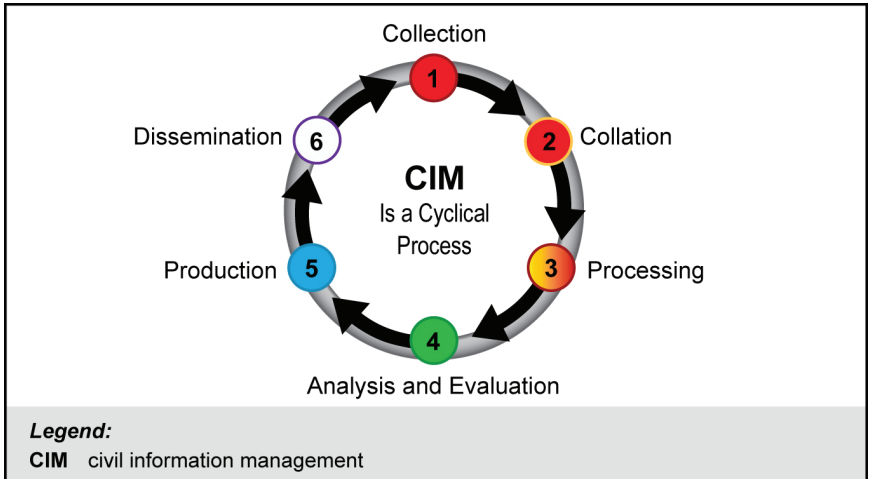 Collection
1
2
Collation
3
Processing
4
Analysis and Evaluation
5
Production
6
Dissemination
CIM
Is a Cyclical
Process
Legend:
CIM civil information management